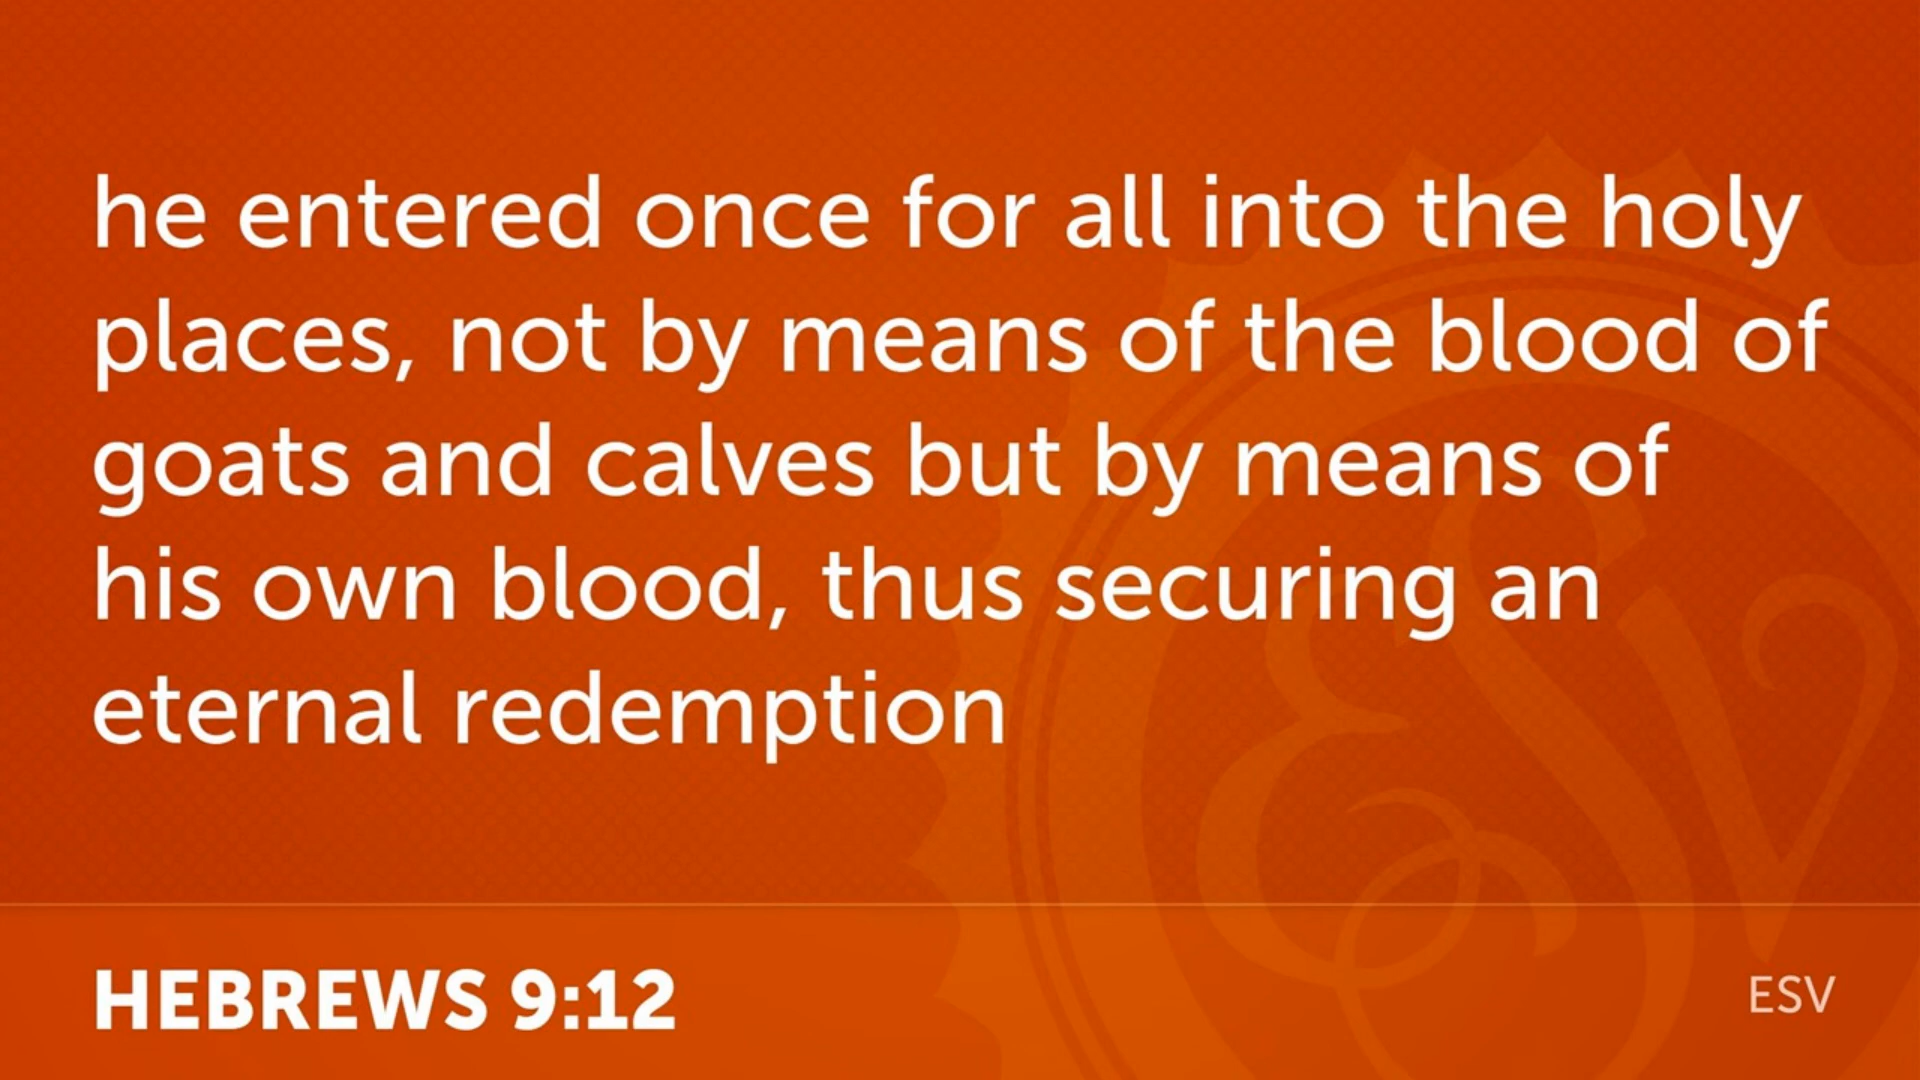 he entered once for all into the holy
places, not by means of the blood of
goats and calves but by means of
his own blood, thus securing an
eternal redemption
HEBREWS 9:12
ESV
ESV